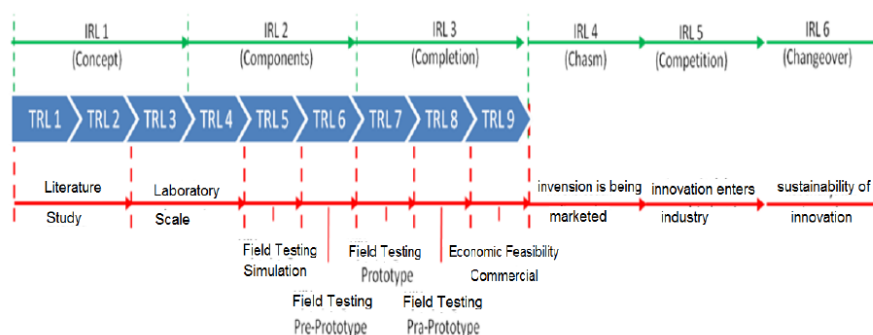 IRL 1
(Concept)
IRL 2
(Components)
IRL 3
(Completion)
IRL 4
(Chasm)
IRL 5
(Competition)
IRL 6
(Changeover)
TRL 1
TRL 2
TRL 3
TRL 4
TRL 5
TRL 6
TRL 7
TRL 8
TRL 9
Literature
Study
Laboratory
Scale
invension is being
marketed
innovation enters
industry
sustainability of
innovation
Field Testing
Simulation
Field Testing
Prototype
Economic Feasibility
Commercial
Field Testing
Pre-Prototype
Field Testing
Pra-Prototype